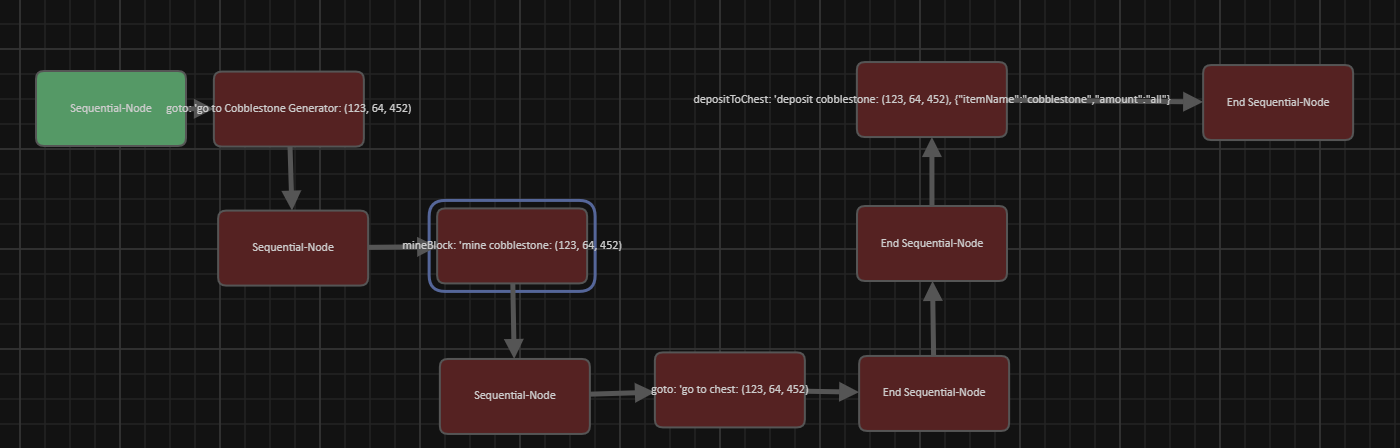 Sequential-Node
goto: 'go to Cobblestone Generator: (123, 64, 452)
Sequential-Node
mineBlock: 'mine cobblestone: (123, 64, 452)
Sequential-Node
goto: 'go to chest: (123, 64, 452)
End Sequential-Node
End Sequential-Node
depositToChest: 'deposit cobblestone: (123, 64, 452), {"itemName":"cobblestone","amount":"all"}
End Sequential-Node